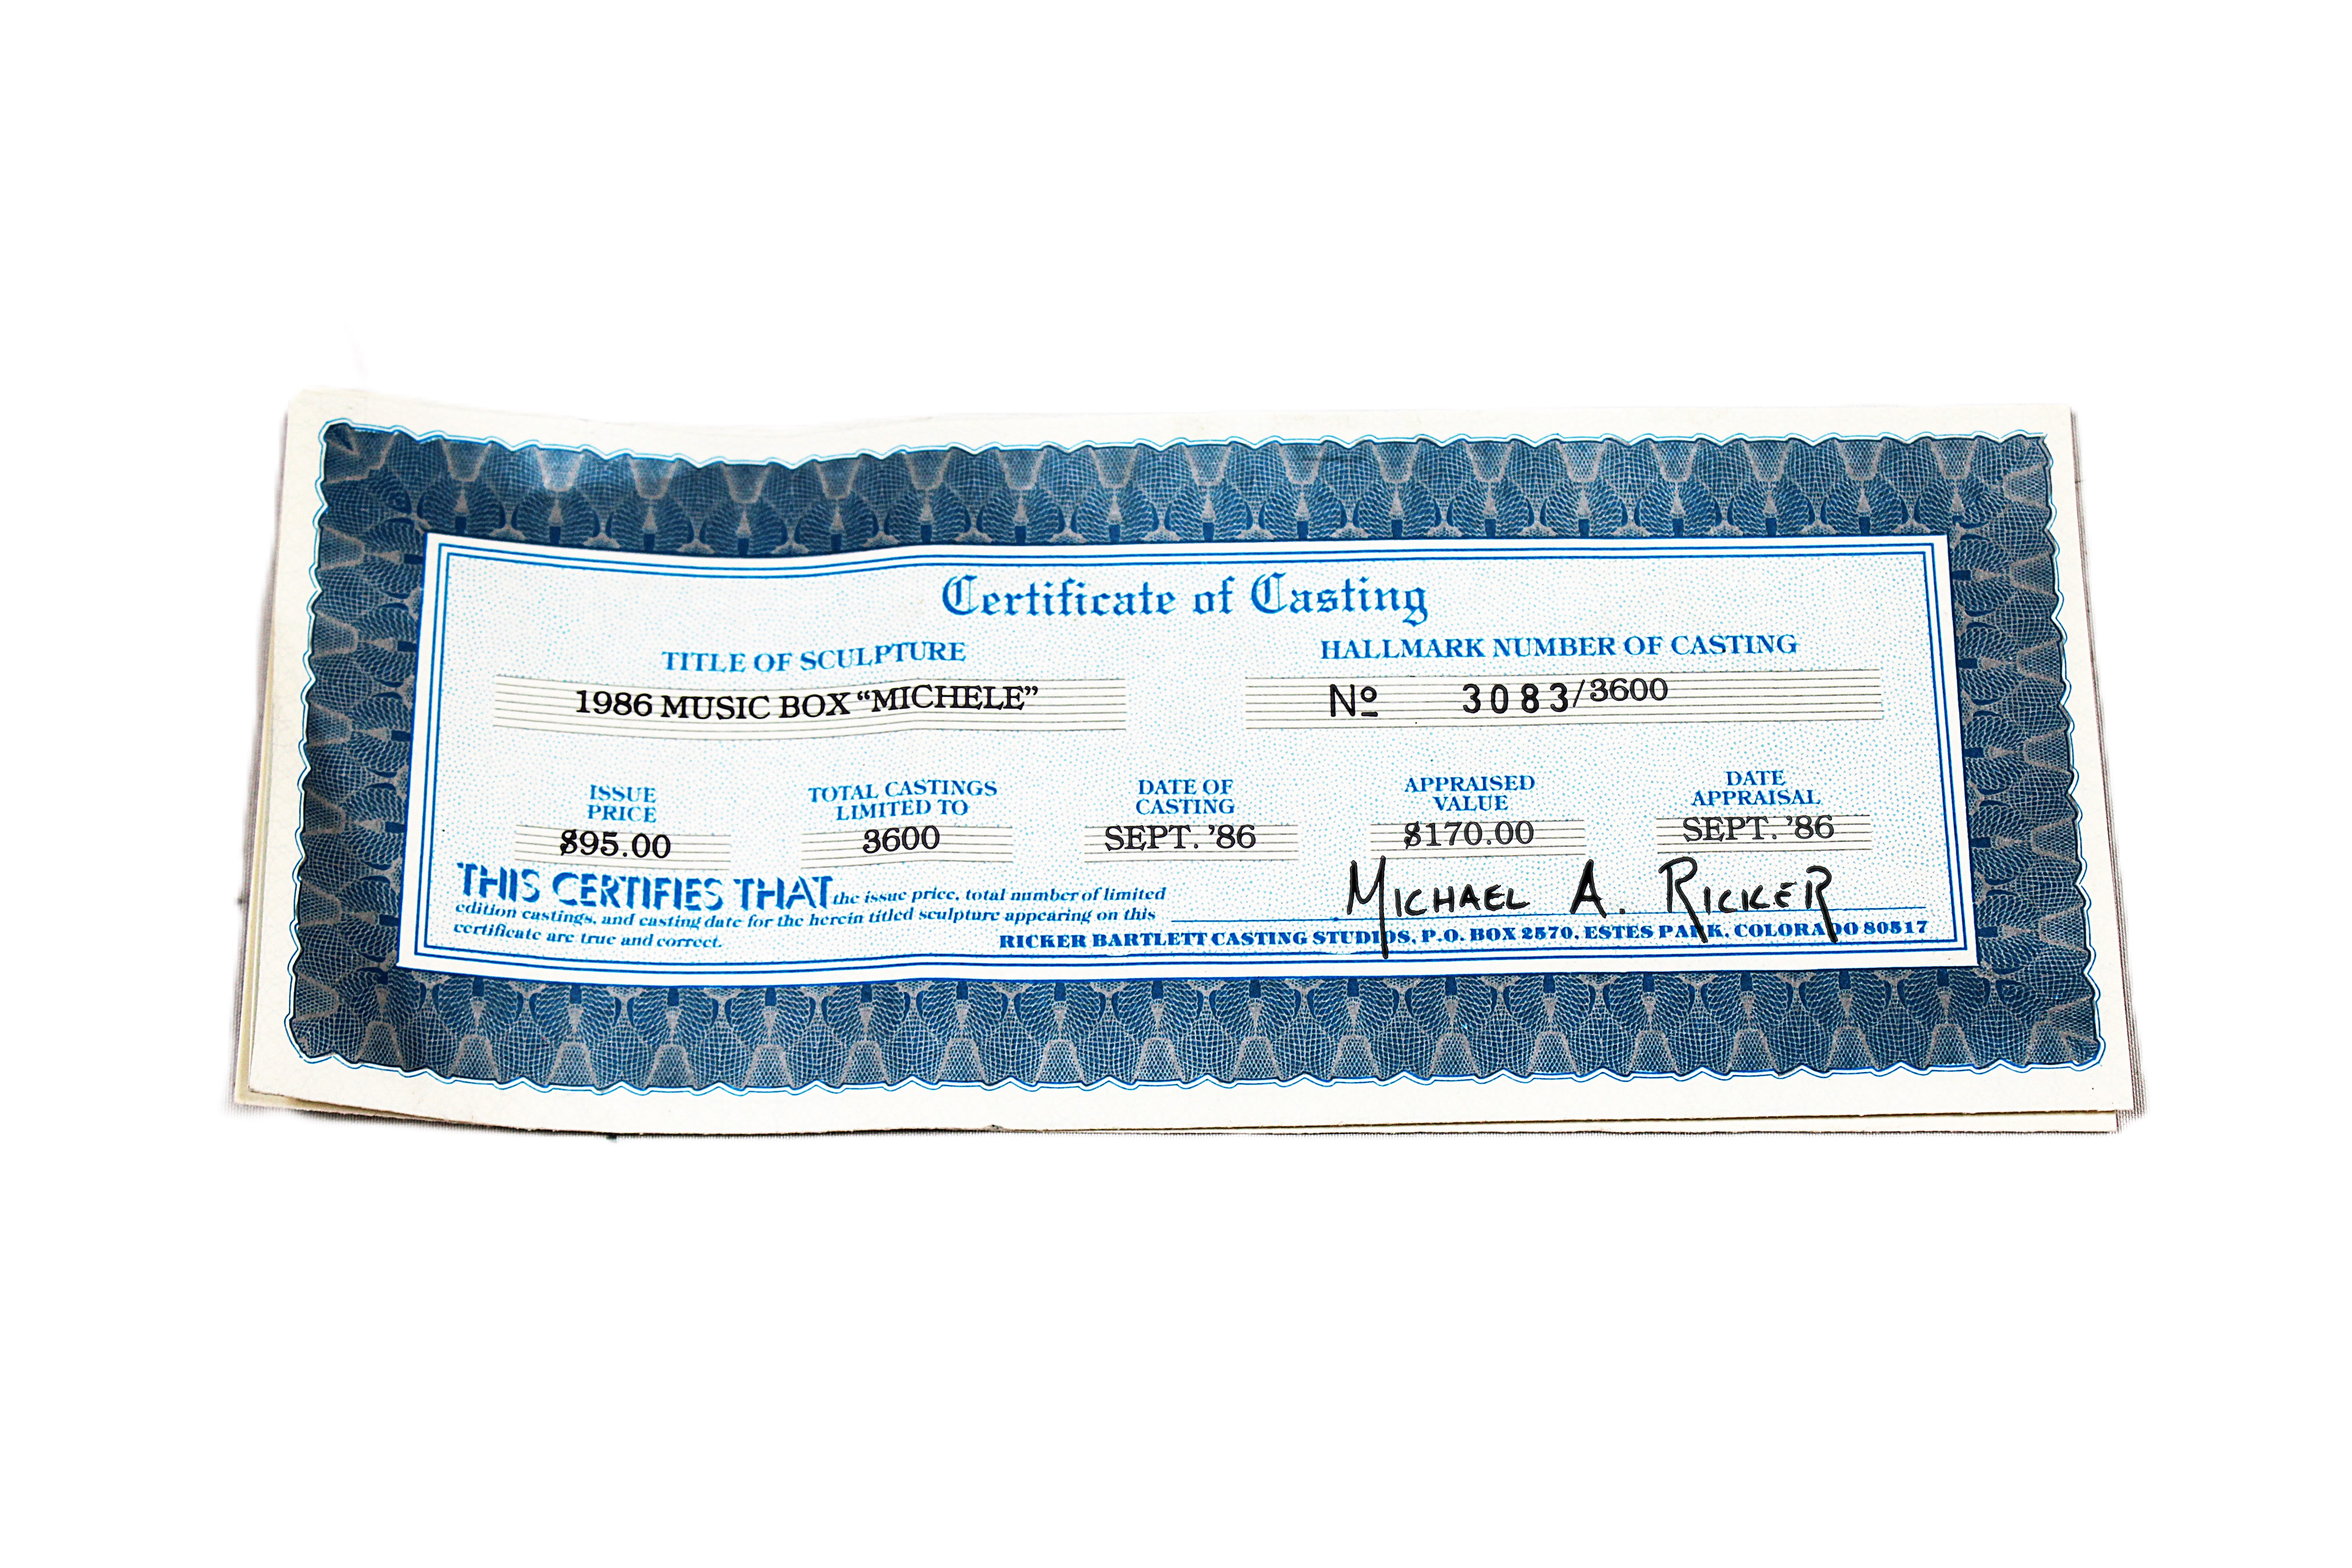 Certificate of Casting
TITLE OF SCULPTURE
1986 MUSIC BOX “MICHELE”
HALLMARK NUMBER OF CASTING
Nº 3083/3600
ISSUE
PRICE
$95.00
TOTAL CASTINGS
LIMITED TO
3600
DATE OF
CASTING
SEPT. ’86
APPRAISED
VALUE
$170.00
DATE
APPRAISAL
SEPT. ’86
THIS CERTIFIES THAT the issue price, total number of limited
edition castings, and casting date for the herein titled sculpture appearing on this
certificate are true and correct.
MICHAEL A. RICKER
RICKER BARTLETT CASTING STUDIOS, P.O. BOX 2570, ESTES PARK, COLORADO 80517